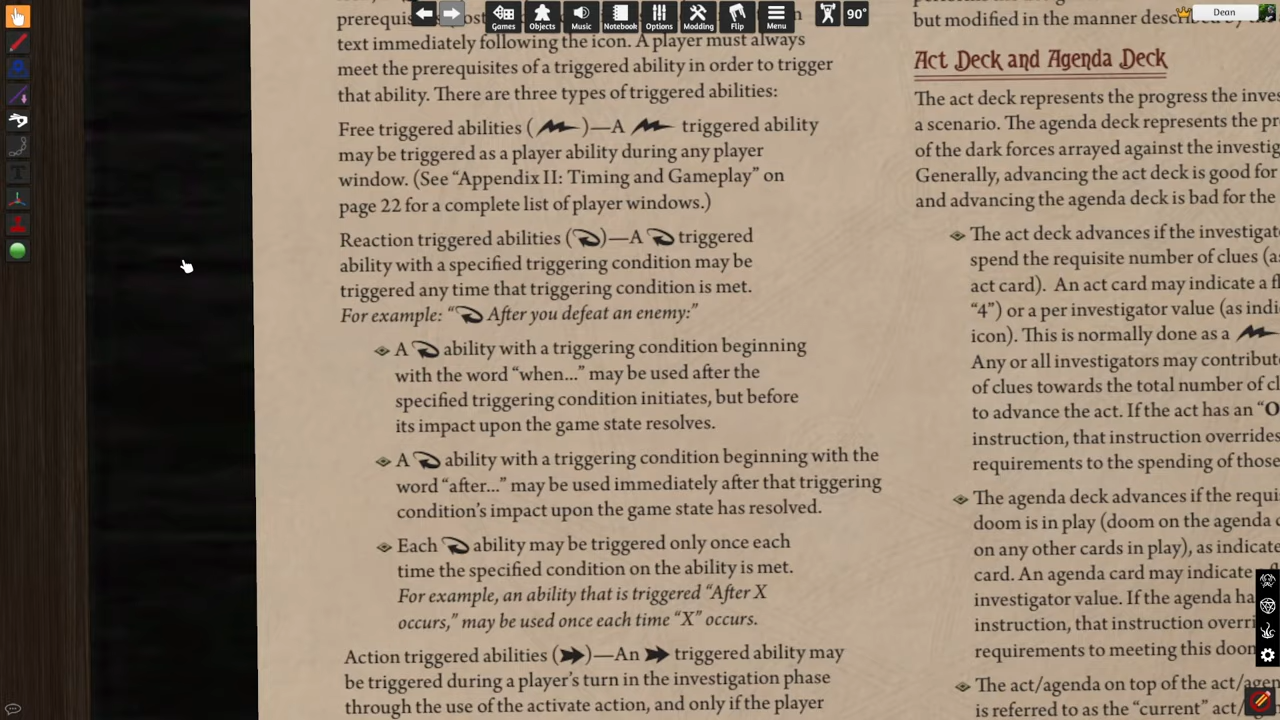 Games
Objects
Music
Notebook
Options
Modding
Flip
Menu
90°
Dean
text immediately following the icon. A player must always
meet the prerequisites of a triggered ability in order to trigger
that ability. There are three types of triggered abilities:
Free triggered abilities ( )—A triggered ability
may be triggered as a player ability during any player
window. (See “Appendix II: Timing and Gameplay” on
page 22 for a complete list of player windows.)
Reaction triggered abilities ( )—A triggered
ability with a specified triggering condition may be
triggered any time that triggering condition is met.
For example: “ After you defeat an enemy:”
A ability with a triggering condition beginning
with the word “when...” may be used after the
specified triggering condition initiates, but before
its impact upon the game state resolves.
A ability with a triggering condition beginning with the
word “after...” may be used immediately after that triggering
condition’s impact upon the game state has resolved.
Each ability may be triggered only once each
time the specified condition on the ability is met.
For example, an ability that is triggered “After X
occurs,” may be used once each time “X” occurs.
Action triggered abilities ( )—An triggered ability may
be triggered during a player’s turn in the investigation phase
through the use of the activate action, and only if the player
but modified in the manner
Act Deck and Agenda Deck
The act deck represents the progress the
a scenario. The agenda deck represents the
of the dark forces arrayed against the
Generally, advancing the act deck is good for
and advancing the agenda deck is bad for the
The act deck advances if the
spend the requisite number of clues (as
act card). An act card may indicate a
“4”) or a per investigator value (as
icon). This is normally done as a
Any or all investigators may
of clues towards the total number of
to advance the act. If the act has an
instruction, that instruction overrides
requirements to the spending of those
The agenda deck advances if the
doom is in play (doom on the agenda
on any other cards in play), as
card. An agenda card may indicate
investigator value. If the agenda
instruction, that instruction
requirements to meeting this
The act/agenda on top of the
is referred to as the “current”